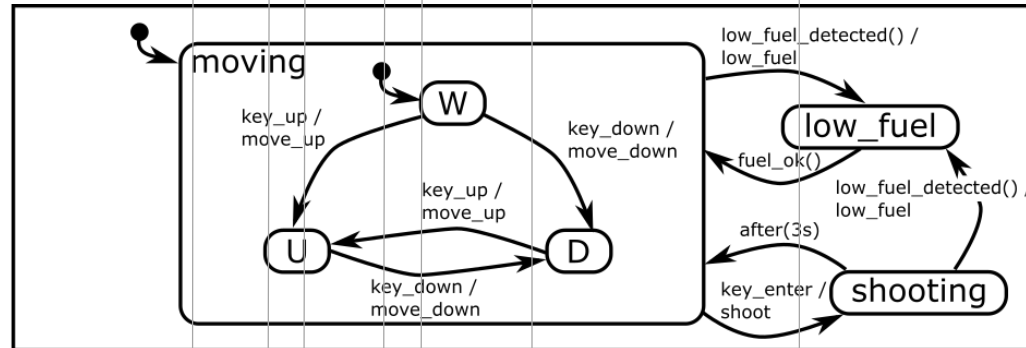 moving
low_fuel_detected() /
low_fuel
W
key_up /
move_up
key_down /
move_down
low_fuel
fuel_ok()
key_up /
move_up
low_fuel_detected() /
low_fuel
U
D
after(3s)
key_down /
move_down
key_enter /
shoot
shooting